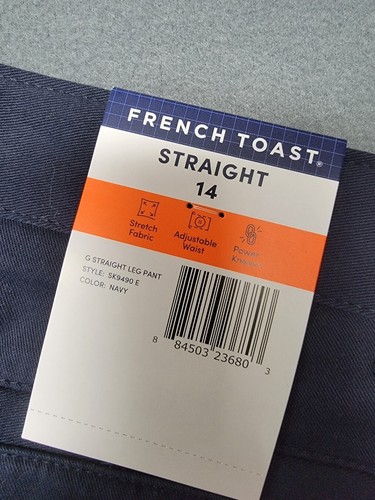 FRENCH TOAST®
STRAIGHT
14
Stretch
Fabric
Adjustable
Waist
Power
G STRAIGHT LEG PANT
STYLE: SK9490 E
COLOR: NAVY
8 84503 23680 3